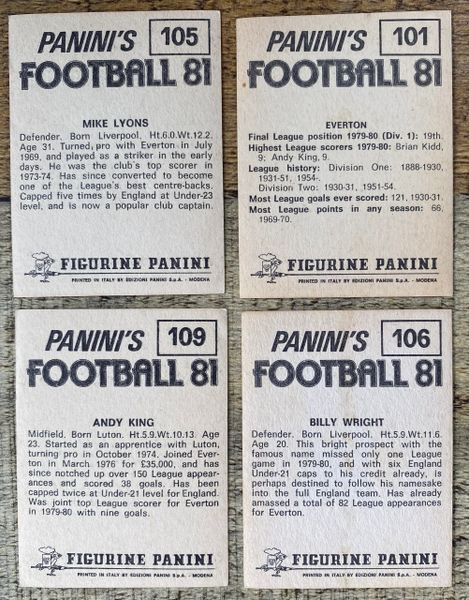 PANINI'S 105
FOOTBALL 81
MIKE LYONS
Defender. Born Liverpool. Ht.6.0.Wt.12.2.
Age 31. Turned pro with Everton in July
1969, and played as a striker in the early
days. He was the club's top scorer in
1973-74. Has since converted to become
one of the League's best centre-backs.
Capped five times by England at Under-23
level, and is now a popular club captain.
FIGURINE PANINI
PRINTED IN ITALY BY EDIZIONI PANINI S.p.A. - MODENA
PANINI'S 101
FOOTBALL 81
EVERTON
Final League position 1979-80 (Div. 1): 19th.
Highest League scorers 1979-80: Brian Kidd,
9; Andy King, 9.
League history: Division One: 1888-1930,
1931-51, 1954-.
Division Two: 1930-31, 1951-54.
Most League goals ever scored: 121, 1930-31.
Most League points in any season: 66,
1969-70.
FIGURINE PANINI
PRINTED IN ITALY BY EDIZIONI PANINI S.p.A. - MODENA
PANINI'S 109
FOOTBALL 81
ANDY KING
Midfield. Born Luton. Ht.5.9.Wt.10.13. Age
23. Started as an apprentice with Luton,
turning pro in October 1974. Joined Ever-
ton in March 1976 for £35,000, and has
since notched up over 150 League appear-
ances and scored 38 goals. Has been
capped twice at Under-21 level for England.
Was joint top League scorer for Everton
in 1979-80 with nine goals.
FIGURINE PANINI
PRINTED IN ITALY BY EDIZIONI PANINI S.p.A. - MODENA
PANINI'S 106
FOOTBALL 81
BILLY WRIGHT
Defender. Born Liverpool. Ht.5.9.Wt.11.6.
Age 20. This bright prospect with the
famous name missed only one League
game in 1979-80, and with six England
Under-21 caps to his credit already, is
perhaps destined to follow his namesake
into the full England team. Has already
amassed a total of 82 League appearances
for Everton.
FIGURINE PANINI
PRINTED IN ITALY BY EDIZIONI PANINI S.p.A. - MODENA